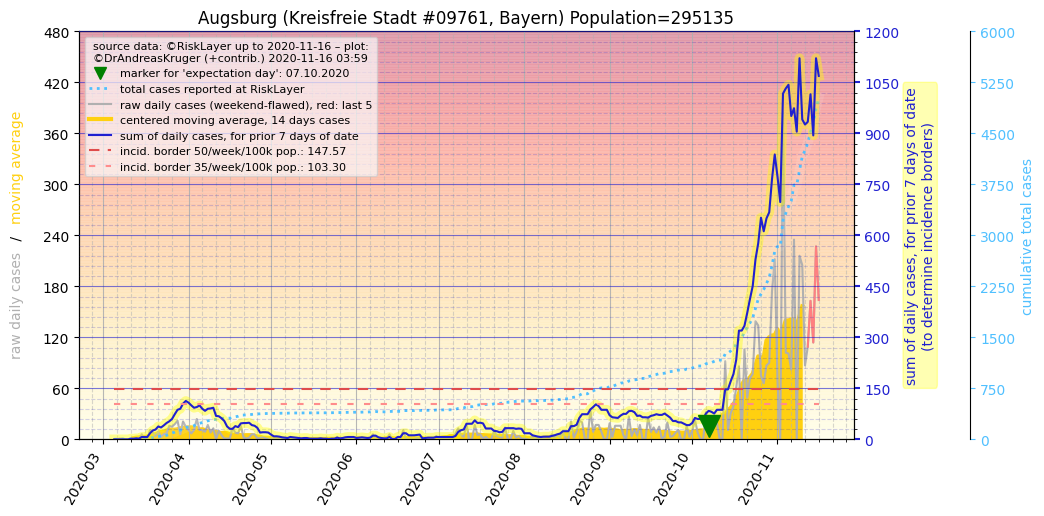 Augsburg (Kreisfreie Stadt #09761, Bayern) Population=295135
source data: ©RiskLayer up to 2020-11-16 – plot:
©DrAndreasKruger (+contrib.) 2020-11-16 03:59
marker for 'expectation day': 07.10.2020
total cases reported at RiskLayer
raw daily cases (weekend-flawed), red: last 5
centered moving average, 14 days cases
sum of daily cases, for prior 7 days of date
incid. border 50/week/100k pop.: 147.57
incid. border 35/week/100k pop.: 103.30
raw daily cases / moving average
480
420
360
300
240
180
120
60
0
2020-03
2020-04
2020-05
2020-06
2020-07
2020-08
2020-09
2020-10
2020-11
1200
1050
900
750
600
450
300
150
0
sum of daily cases, for prior 7 days of date
(to determine incidence borders)
6000
5250
4500
3750
3000
2250
1500
750
0
cumulative total cases